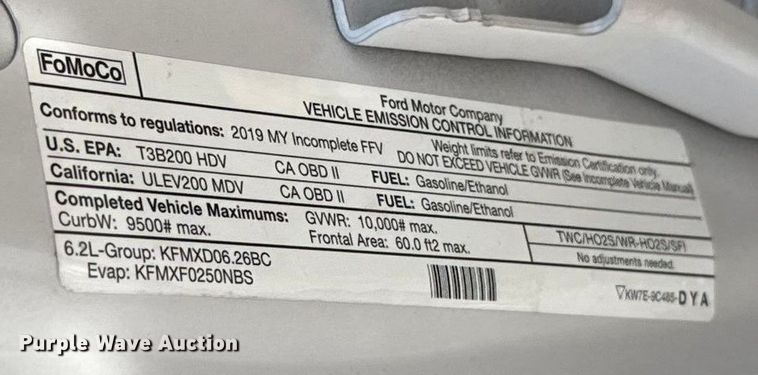 FoMoCo
Ford Motor Company
VEHICLE EMISSION CONTROL INFORMATION
Conforms to regulations: 2019 MY Incomplete FFV
Weight limits refer to Emission Certification only.
DO NOT EXCEED VEHICLE GVWR (See Incomplete Vehicle Manual)
U.S. EPA: T3B200 HDV CA OBD II FUEL: Gasoline/Ethanol
California: ULEV200 MDV CA OBD II FUEL: Gasoline/Ethanol
Completed Vehicle Maximums: GVWR: 10,000# max.
CurbW: 9500# max. Frontal Area: 60.0 ft2 max.
TWC/HO2S/WR-HO2S/SFI
No adjustments needed.
6.2L-Group: KFMXD06.26BC
Evap: KFMXF0250NBS
KW7E-9C485-DYA
Purple Wave Auction